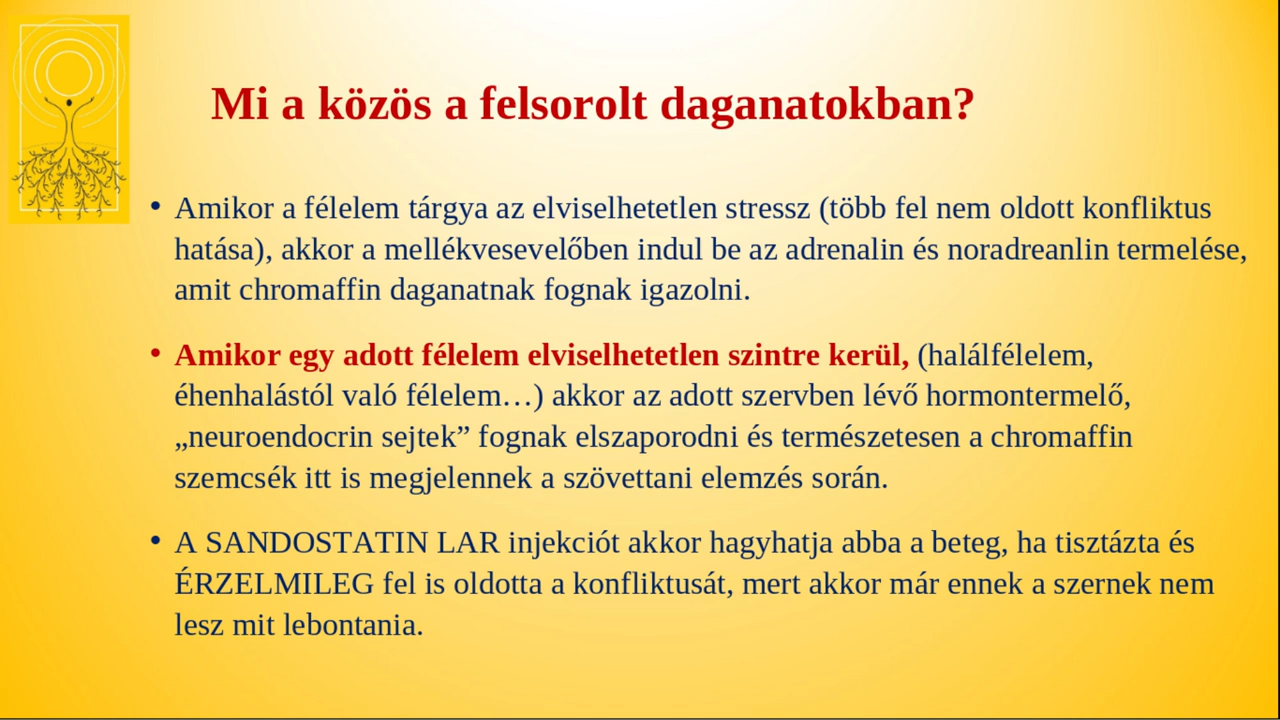 Mi a közös a felsorolt daganatokban?
• Amikor a félelem tárgya az elviselhetetlen stressz (több fel nem oldott konfliktus
hatása), akkor a mellékvesevelőben indul be az adrenalin és noradreanlin termelése,
amit chromaffin daganatnak fognak igazolni.
• Amikor egy adott félelem elviselhetetlen szintre kerül, (halálfélelem,
éhenhalástól való félelem…) akkor az adott szervben lévő hormontermelő,
„neuroendocrin sejtek” fognak elszaporodni és természetesen a chromaffin
szemcsék itt is megjelennek a szövettani elemzés során.
• A SANDOSTATIN LAR injekciót akkor hagyhatja abba a beteg, ha tisztázta és
ÉRZELMILEG fel is oldotta a konfliktusát, mert akkor már ennek a szernek nem
lesz mit lebontania.